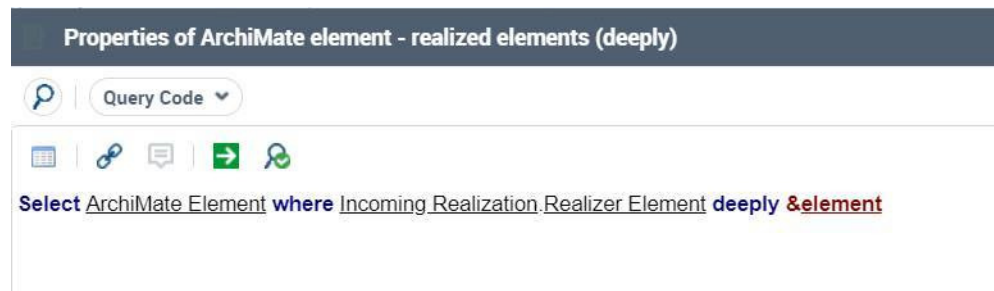 Properties of ArchiMate element - realized elements (deeply)
Query Code
Select ArchiMate Element where Incoming Realization.Realizer Element deeply &element